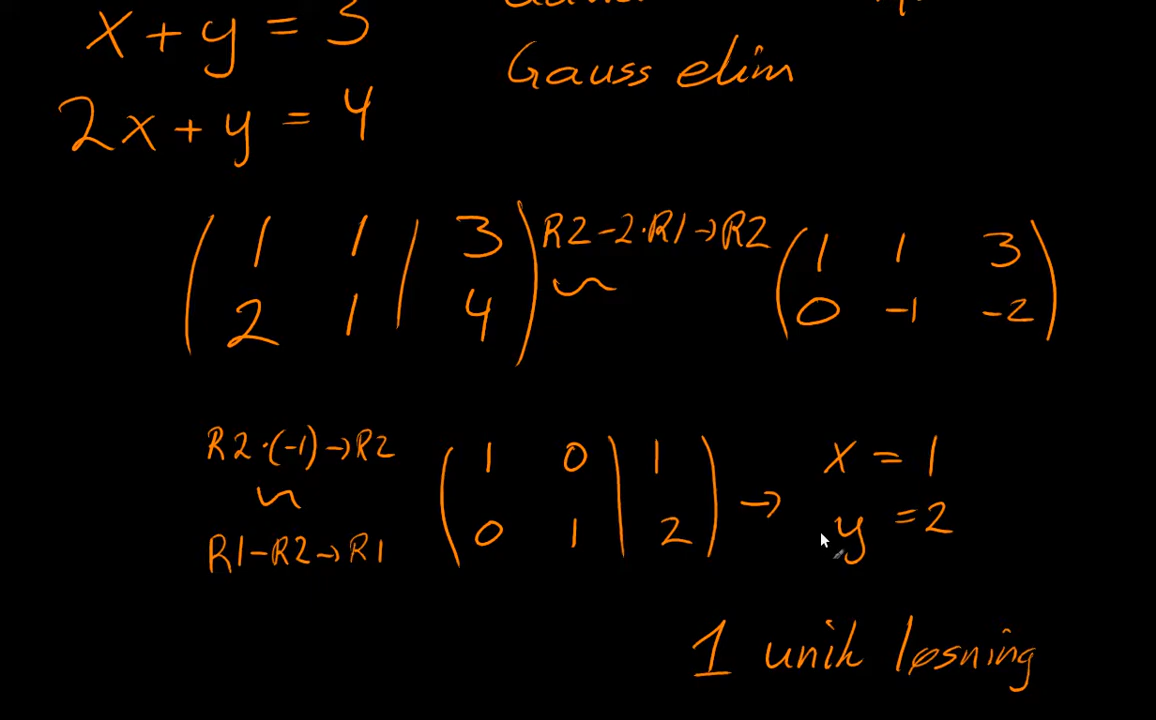 x + y = 3
Gauss elim
2x + y = 4
( 1 1 | 3 ) R2-2·R1→R2 ( 1 1 3 )
( 2 1 | 4 ) ~ ( 0 -1 -2 )
R2·(-1)→R2 ( 1 0 | 1 ) → x = 1
~
R1-R2→R1 ( 0 1 | 2 ) y = 2
1 unik løsning